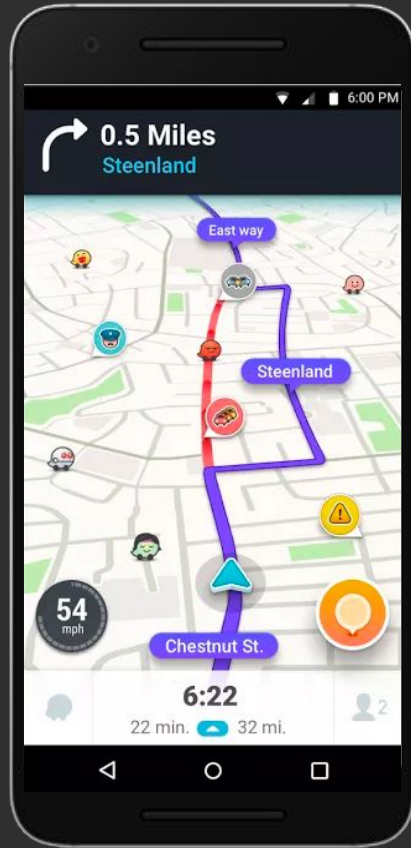 6:00 PM
0.5 Miles
Steenland
East way
Steenland
54
mph
Chestnut St.
6:22
2
22 min. 32 mi.